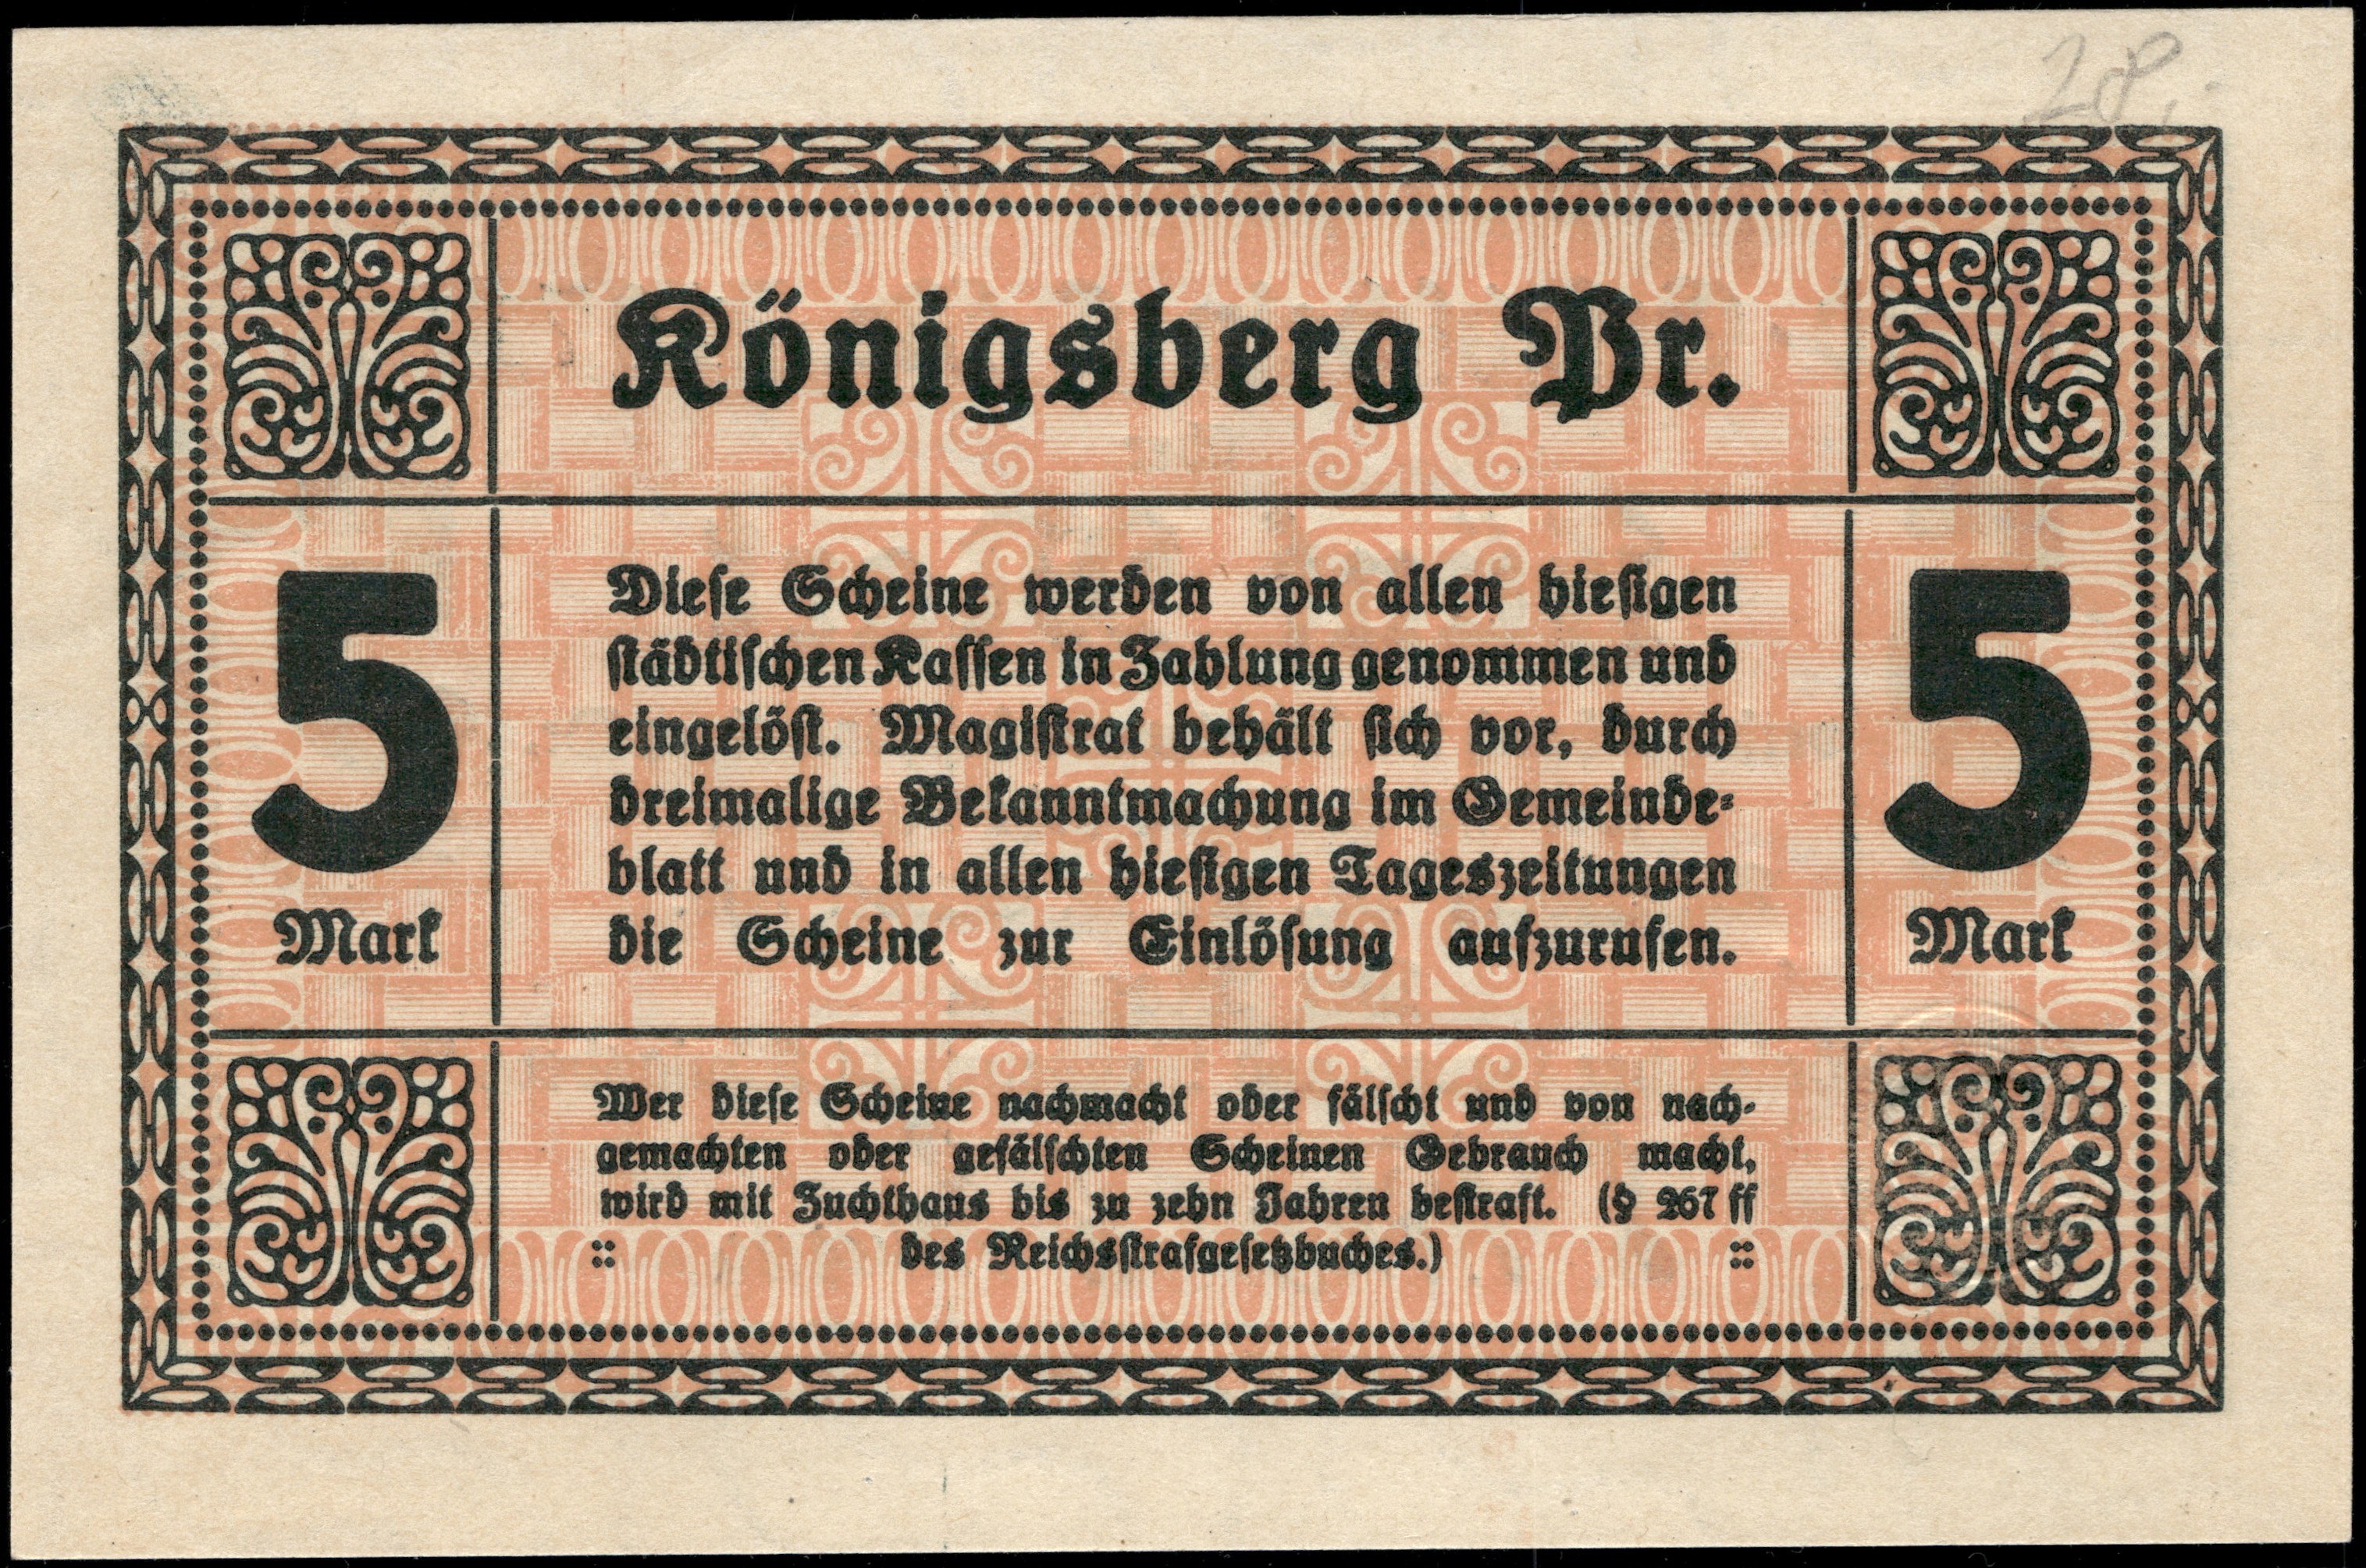 28.-
Königsberg Pr.
5
Mark
Diese Scheine werden von allen hiesigen
städtischen Kassen in Zahlung genommen und
eingelöst. Magistrat behält sich vor, durch
dreimalige Bekanntmachung im Gemeinde-
blatt und in allen hiesigen Tageszeitungen
die Scheine zur Einlösung aufzurufen.
5
Mark
Wer diese Scheine nachmacht oder fälscht und von nach-
gemachten oder gefälschten Scheinen Gebrauch macht,
wird mit Zuchthaus bis zu zehn Jahren bestraft. (§ 267 ff
:: des Reichsstrafgesetzbuches.) ::